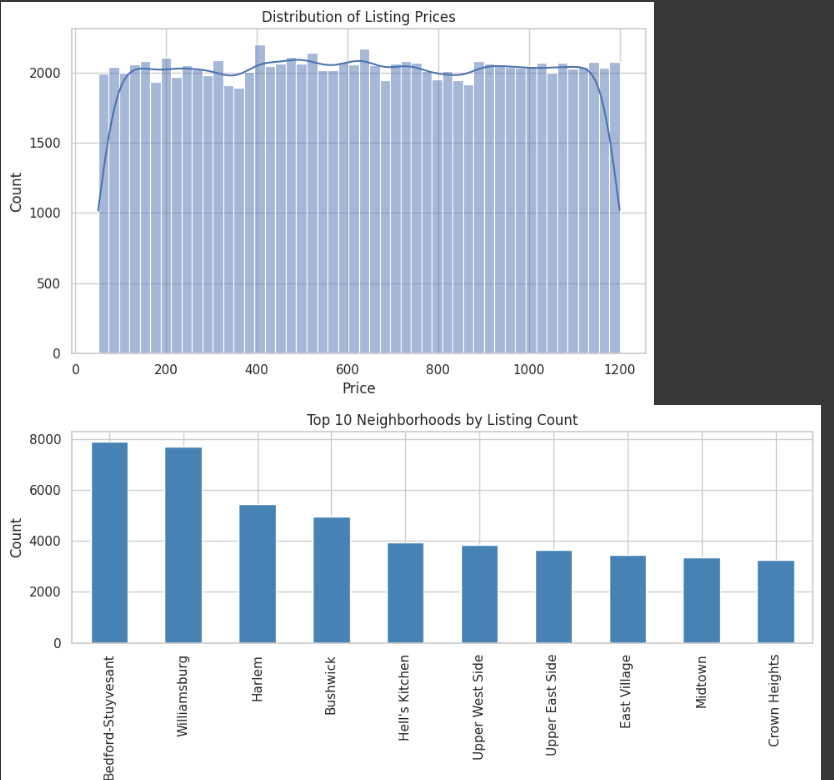 Distribution of Listing Prices
2000
1500
1000
500
0
Count
0 200 400 600 800 1000 1200
Price
Top 10 Neighborhoods by Listing Count
8000
6000
4000
2000
0
Count
Bedford-Stuyvesant
Williamsburg
Harlem
Bushwick
Hell's Kitchen
Upper West Side
Upper East Side
East Village
Midtown
Crown Heights